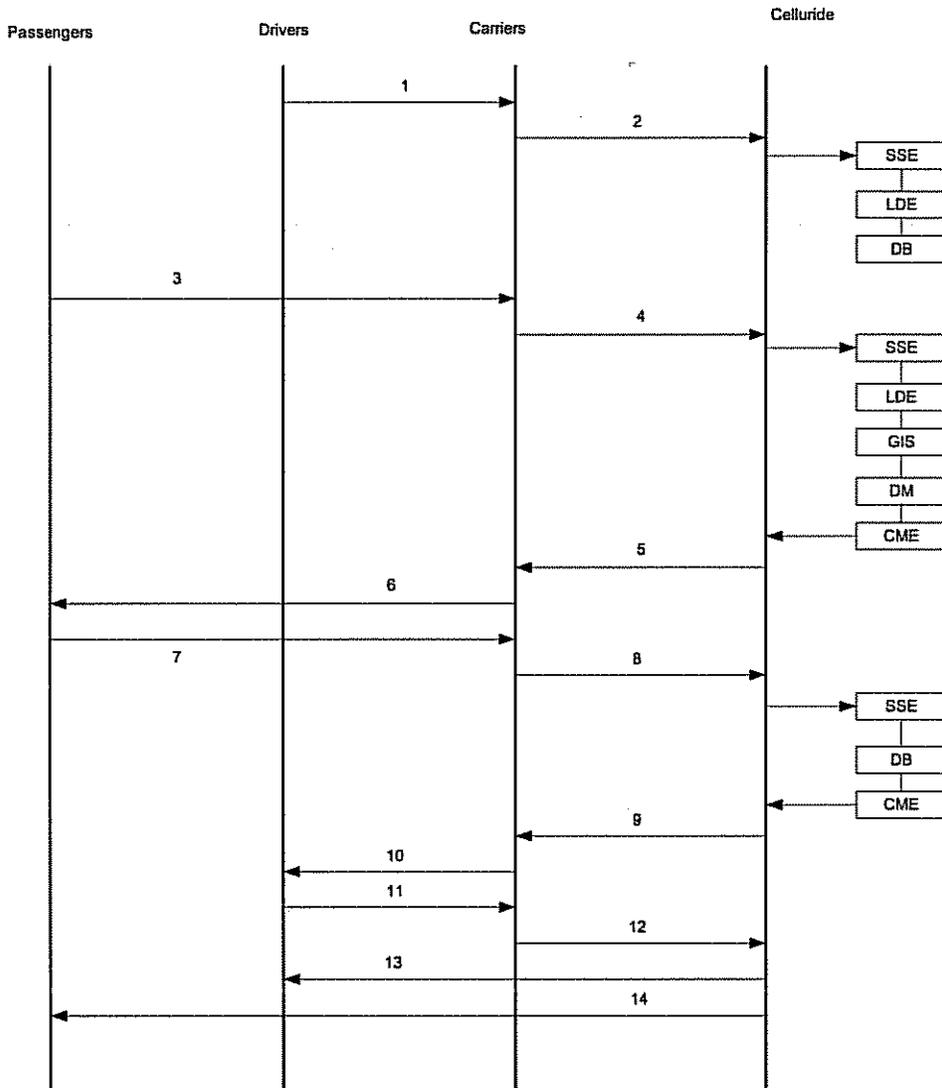 Passengers
Drivers
Carriers
Celluride
1
2
SSE
LDE
DB
3
4
SSE
LDE
GIS
DM
CME
5
6
7
8
SSE
DB
CME
9
10
11
12
13
14